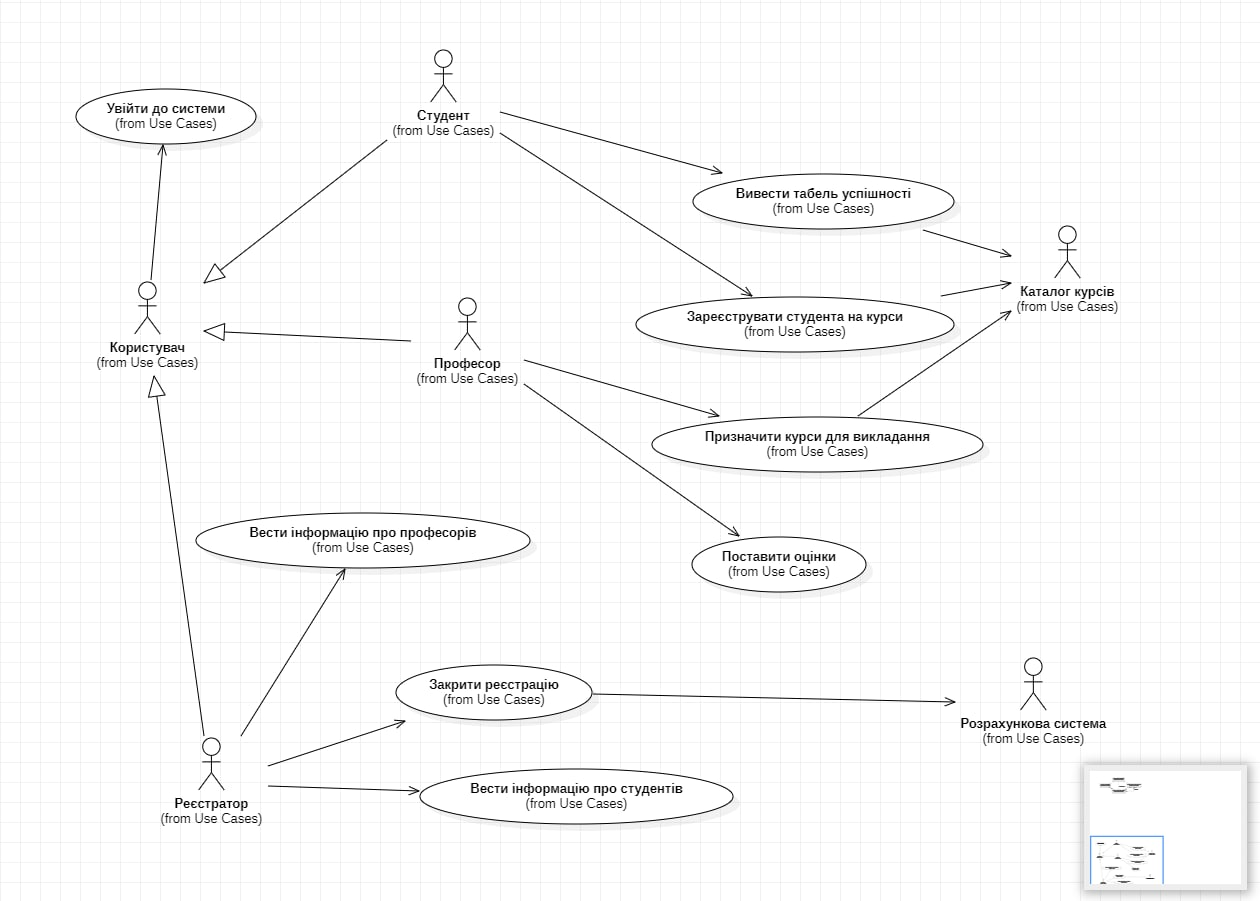 Студент
(from Use Cases)
Увійти до системи
(from Use Cases)
Вивести табель успішності
(from Use Cases)
Каталог курсів
(from Use Cases)
Зареєструвати студента на курси
(from Use Cases)
Користувач
(from Use Cases)
Професор
(from Use Cases)
Призначити курси для викладання
(from Use Cases)
Вести інформацію про професорів
(from Use Cases)
Поставити оцінки
(from Use Cases)
Закрити реєстрацію
(from Use Cases)
Розрахункова система
(from Use Cases)
Вести інформацію про студентів
(from Use Cases)
Реєстратор
(from Use Cases)